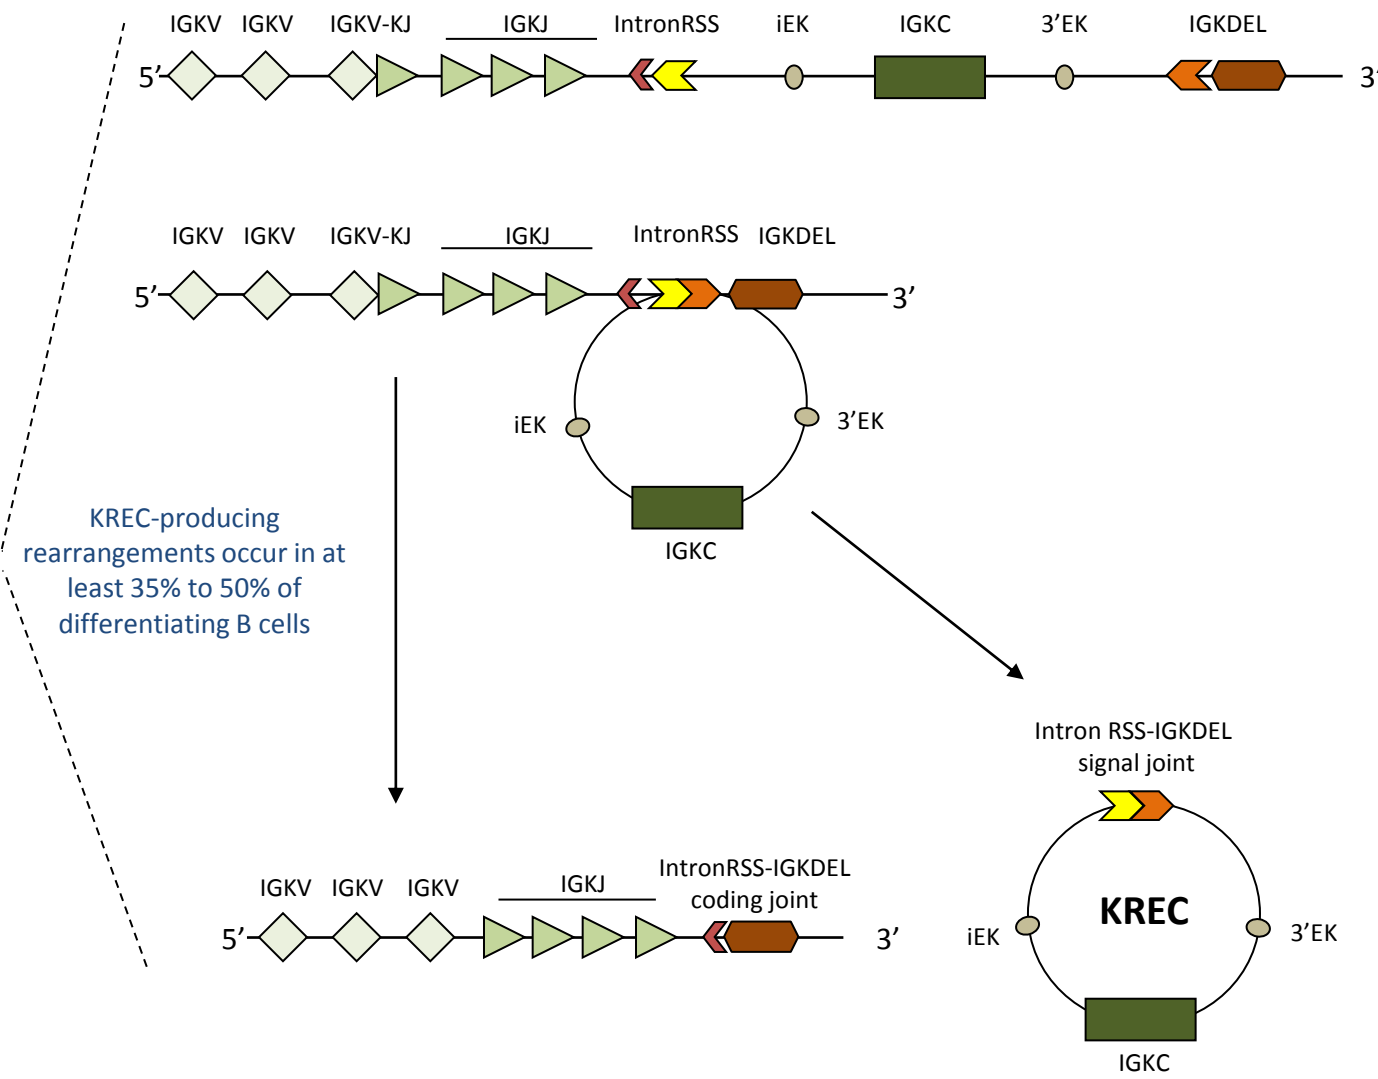 IGKV IGKV IGKV-KJ IGKJ IntronRSS iEK IGKC 3’EK IGKDEL
5’ 3’
IGKV IGKV IGKV-KJ IGKJ IntronRSS IGKDEL
5’ 3’
iEK 3’EK
IGKC
KREC-producing
rearrangements occur in at
least 35% to 50% of
differentiating B cells
Intron RSS-IGKDEL
signal joint
KREC
iEK 3’EK
IGKC
IGKV IGKV IGKV IGKJ IntronRSS-IGKDEL
coding joint
5’ 3’